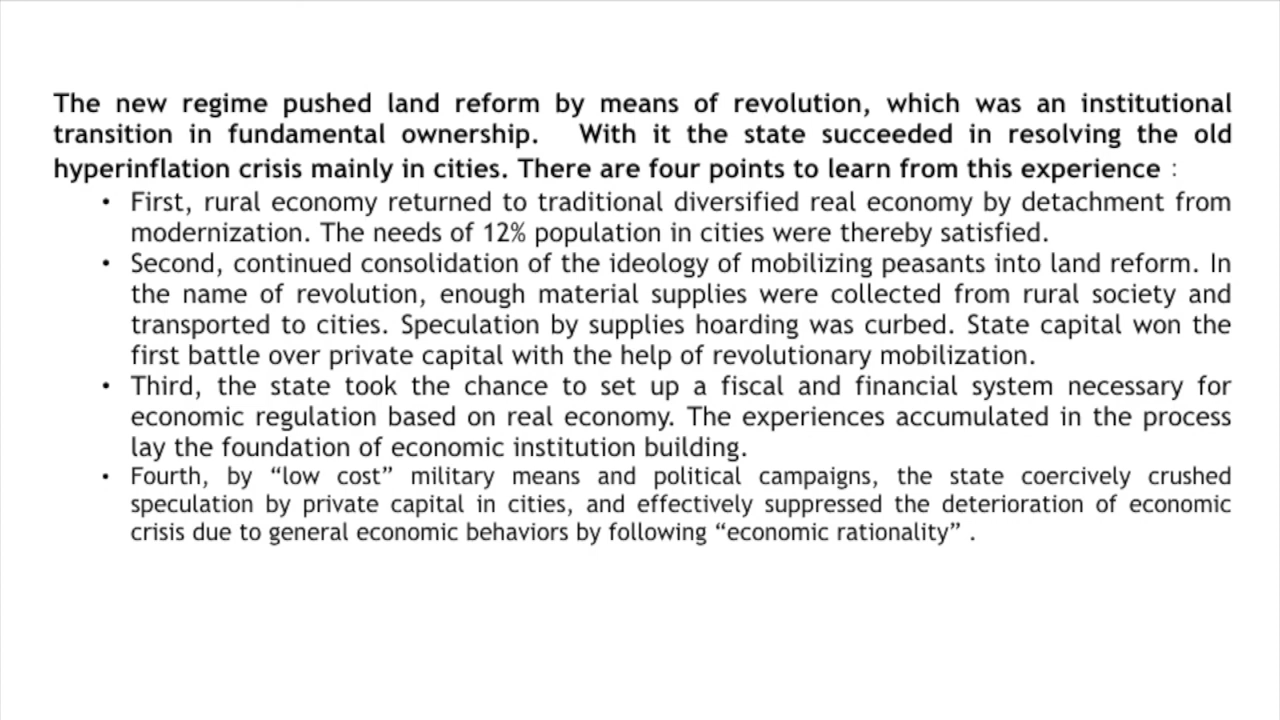 The new regime pushed land reform by means of revolution, which was an institutional
transition in fundamental ownership. With it the state succeeded in resolving the old
hyperinflation crisis mainly in cities. There are four points to learn from this experience :
• First, rural economy returned to traditional diversified real economy by detachment from
modernization. The needs of 12% population in cities were thereby satisfied.
• Second, continued consolidation of the ideology of mobilizing peasants into land reform. In
the name of revolution, enough material supplies were collected from rural society and
transported to cities. Speculation by supplies hoarding was curbed. State capital won the
first battle over private capital with the help of revolutionary mobilization.
• Third, the state took the chance to set up a fiscal and financial system necessary for
economic regulation based on real economy. The experiences accumulated in the process
lay the foundation of economic institution building.
• Fourth, by “low cost” military means and political campaigns, the state coercively crushed
speculation by private capital in cities, and effectively suppressed the deterioration of economic
crisis due to general economic behaviors by following “economic rationality” .